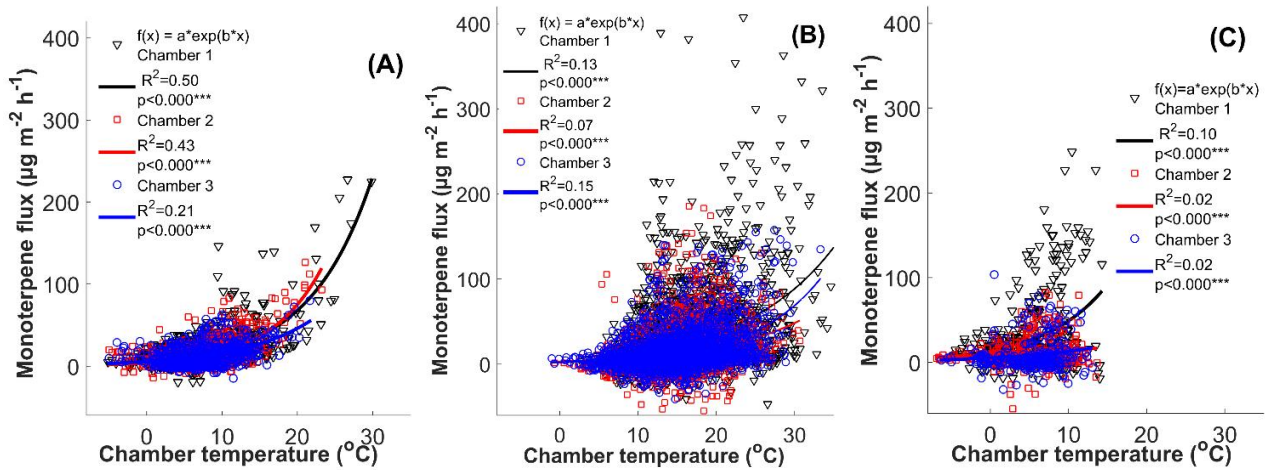 400
300
200
100
0
Monoterpene flux (µg m⁻² h⁻¹)
f(x) = a*exp(b*x)
Chamber 1
R²=0.50
p<0.000***
Chamber 2
R²=0.43
p<0.000***
Chamber 3
R²=0.21
p<0.000***
(A)
0 10 20 30
Chamber temperature (°C)
400
300
200
100
0
Monoterpene flux (µg m⁻² h⁻¹)
f(x) = a*exp(b*x)
Chamber 1
R²=0.13
p<0.000***
Chamber 2
R²=0.07
p<0.000***
Chamber 3
R²=0.15
p<0.000***
(B)
0 10 20 30
Chamber temperature (°C)
400
300
200
100
0
Monoterpene flux (µg m⁻² h⁻¹)
(C)
f(x)=a*exp(b*x)
Chamber 1
R²=0.10
p<0.000***
Chamber 2
R²=0.02
p<0.000***
Chamber 3
R²=0.02
p<0.000***
0 10 20 30
Chamber temperature (°C)